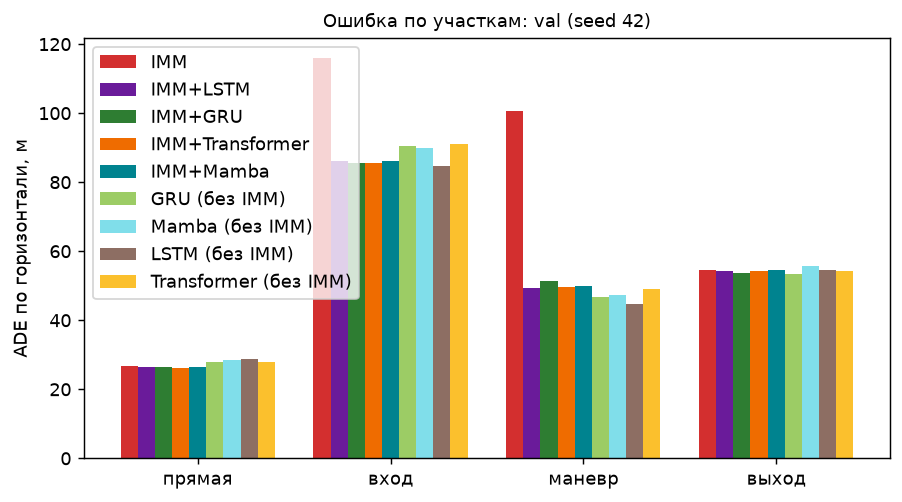 Ошибка по участкам: val (seed 42)
ADE по горизонтали, м
120
100
80
60
40
20
0
IMM
IMM+LSTM
IMM+GRU
IMM+Transformer
IMM+Mamba
GRU (без IMM)
Mamba (без IMM)
LSTM (без IMM)
Transformer (без IMM)
прямая
вход
маневр
выход